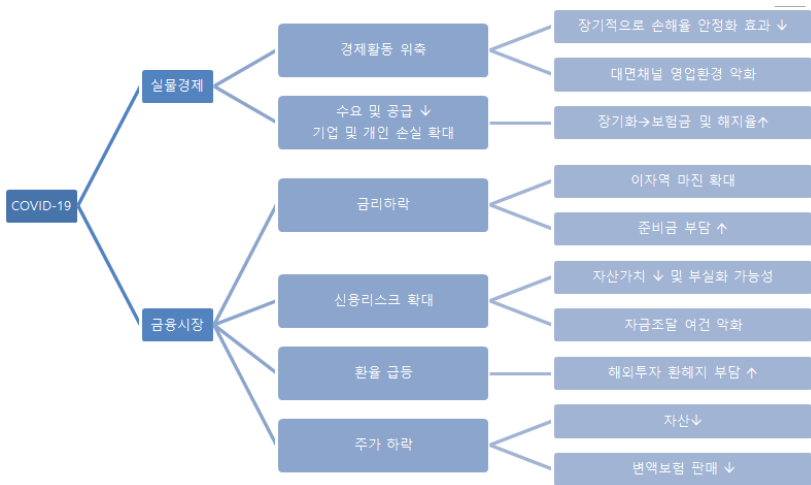 COVID-19
실물경제
경제활동 위축
장기적으로 손해율 안정화 효과 ↓
대면채널 영업환경 악화
수요 및 공급 ↓
기업 및 개인 손실 확대
장기화→보험금 및 해지율↑
금융시장
금리하락
이자역 마진 확대
준비금 부담 ↑
신용리스크 확대
자산가치 ↓ 및 부실화 가능성
자금조달 여건 악화
환율 급등
해외투자 환헤지 부담 ↑
주가 하락
자산↓
변액보험 판매 ↓